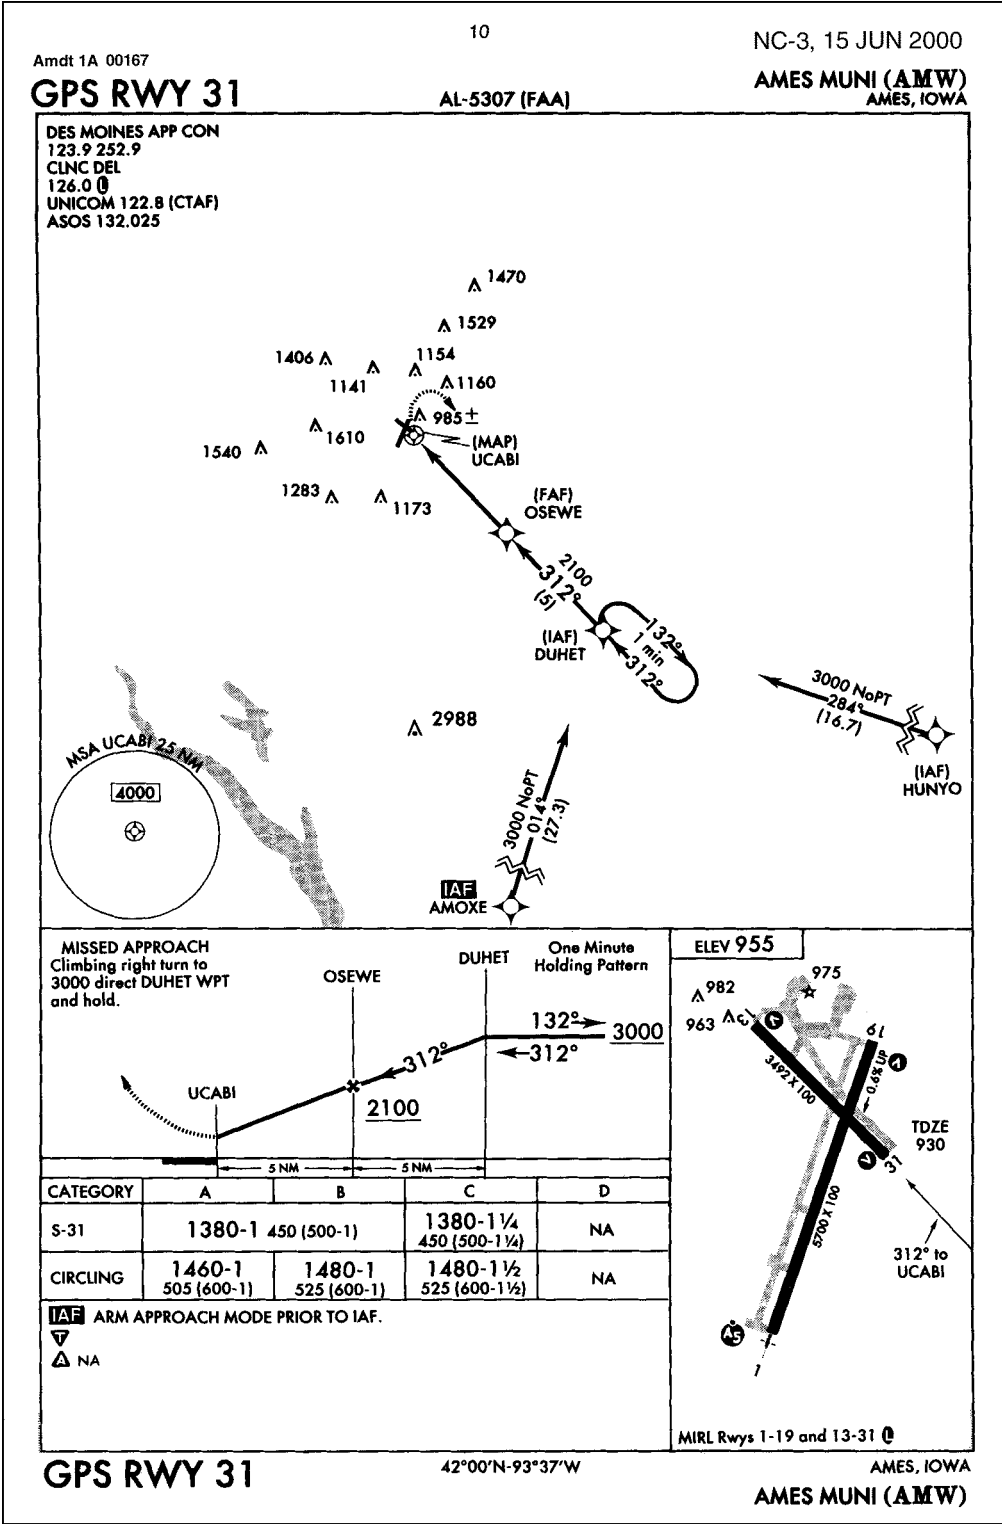 10
NC-3, 15 JUN 2000
Amdt 1A 00167
GPS RWY 31
AL-5307 (FAA)
AMES MUNI (AMW)
AMES, IOWA
DES MOINES APP CON
123.9 252.9
CLNC DEL
126.0 L
UNICOM 122.8 (CTAF)
ASOS 132.025
1470
1529
1406
1154
1141
1160
985±
1610
(MAP)
UCABI
1540
1283
1173
(FAF)
OSEWE
2100
312°
(5)
(IAF)
DUHET
132°
1 min
312°
3000 NoPT
284°
(16.7)
(IAF)
HUNYO
2988
MSA UCABI 25 NM
4000
3000 NoPT
014°
(27.3)
IAF
AMOXE
MISSED APPROACH
Climbing right turn to
3000 direct DUHET WPT
and hold.
OSEWE
DUHET
One Minute
Holding Pattern
132°
312°
3000
312°
UCABI
2100
5 NM
5 NM
ELEV 955
975
982
963
13
19
3492 X 100
0.6% UP
V
V
V
TDZE
930
31
5700 X 100
312° to
UCABI
A5
1
MIRL Rwys 1-19 and 13-31 L
CATEGORY A B C D
S-31 1380-1 450 (500-1) 1380-1¼ NA
450 (500-1¼)
CIRCLING 1460-1 1480-1 1480-1½ NA
505 (600-1) 525 (600-1) 525 (600-1½)
IAF ARM APPROACH MODE PRIOR TO IAF.
T
A NA
GPS RWY 31
42°00'N-93°37'W
AMES, IOWA
AMES MUNI (AMW)